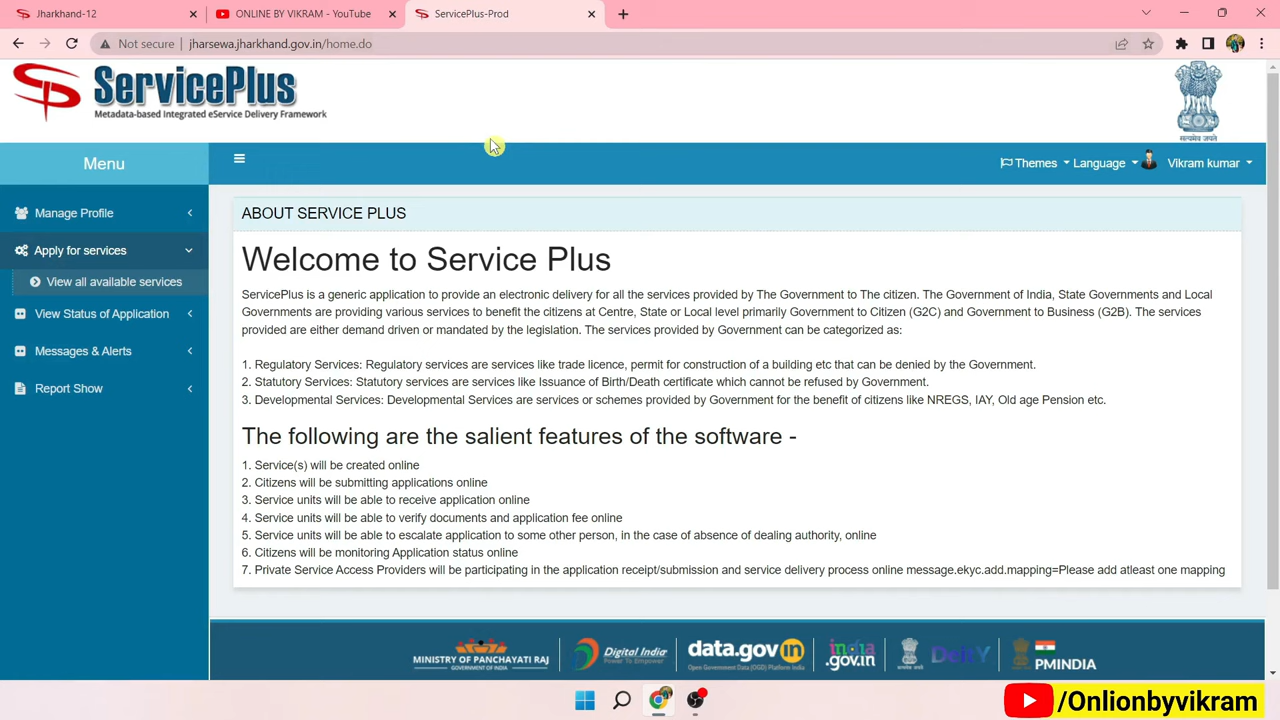 Jharkhand-12
ONLINE BY VIKRAM - YouTube
ServicePlus-Prod
Not secure
jharsewa.jharkhand.gov.in/home.do
ServicePlus
Metadata-based Integrated eService Delivery Framework
सत्यमेव जयते
Menu
Themes
Language
Vikram kumar
Manage Profile
Apply for services
View all available services
View Status of Application
Messages & Alerts
Report Show
ABOUT SERVICE PLUS
Welcome to Service Plus
ServicePlus is a generic application to provide an electronic delivery for all the services provided by The Government to The citizen. The Government of India, State Governments and Local
Governments are providing various services to benefit the citizens at Centre, State or Local level primarily Government to Citizen (G2C) and Government to Business (G2B). The services
provided are either demand driven or mandated by the legislation. The services provided by Government can be categorized as:
1. Regulatory Services: Regulatory services are services like trade licence, permit for construction of a building etc that can be denied by the Government.
2. Statutory Services: Statutory services are services like Issuance of Birth/Death certificate which cannot be refused by Government.
3. Developmental Services: Developmental Services are services or schemes provided by Government for the benefit of citizens like NREGS, IAY, Old age Pension etc.
The following are the salient features of the software -
1. Service(s) will be created online
2. Citizens will be submitting applications online
3. Service units will be able to receive application online
4. Service units will be able to verify documents and application fee online
5. Service units will be able to escalate application to some other person, in the case of absence of dealing authority, online
6. Citizens will be monitoring Application status online
7. Private Service Access Providers will be participating in the application receipt/submission and service delivery process online message.ekyc.add.mapping=Please add atleast one mapping
MINISTRY OF PANCHAYATI RAJ
GOVERNMENT OF INDIA
Digital India
Power To Empower
data.gov.in
Open Government Data (OGD) Platform India
india.gov.in
DeitY
PMINDIA
/Onlionbyvikram